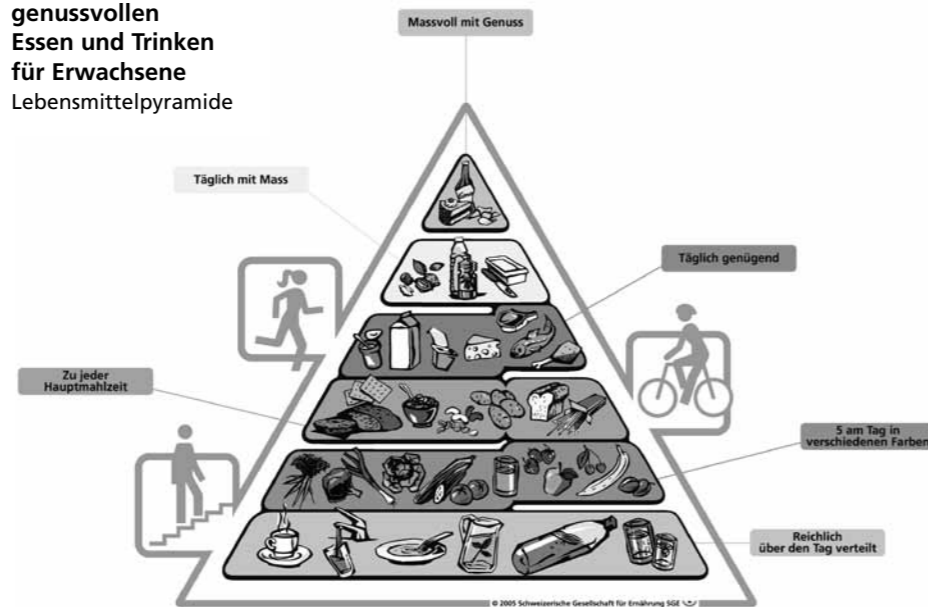 genussvollen
Essen und Trinken
für Erwachsene
Lebensmittelpyramide
Massvoll mit Genuss
Täglich mit Mass
Täglich genügend
Zu jeder
Hauptmahlzeit
5 am Tag in
verschiedenen Farben
Reichlich
über den Tag verteilt
© 2005 Schweizerische Gesellschaft für Ernährung SGE